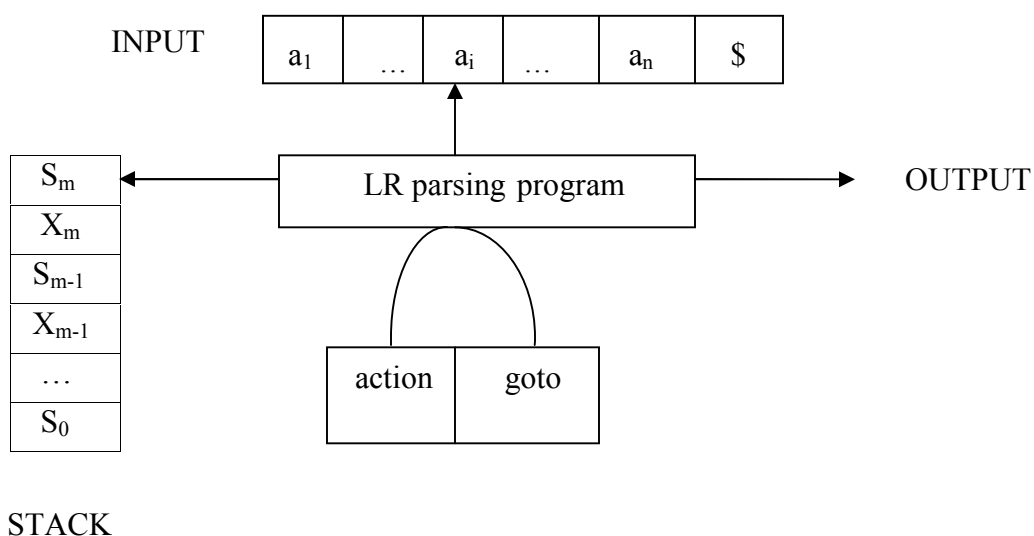 INPUT a₁ … aᵢ … aₙ $
Sₘ LR parsing program OUTPUT
Xₘ
Sₘ₋₁
Xₘ₋₁
action goto
…
S₀
STACK